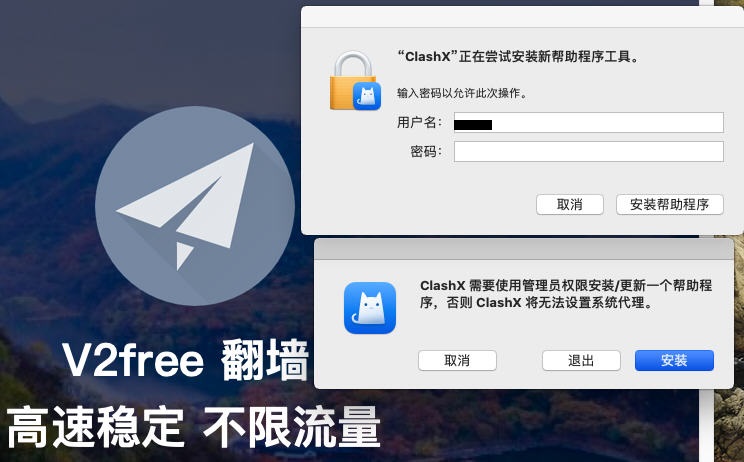 “ClashX”正在尝试安装新帮助程序工具。
输入密码以允许此次操作。
用户名：
密码：
取消
安装帮助程序
ClashX 需要使用管理员权限安装/更新一个帮助程
序，否则 ClashX 将无法设置系统代理。
取消
退出
安装
V2free 翻墙
高速稳定 不限流量